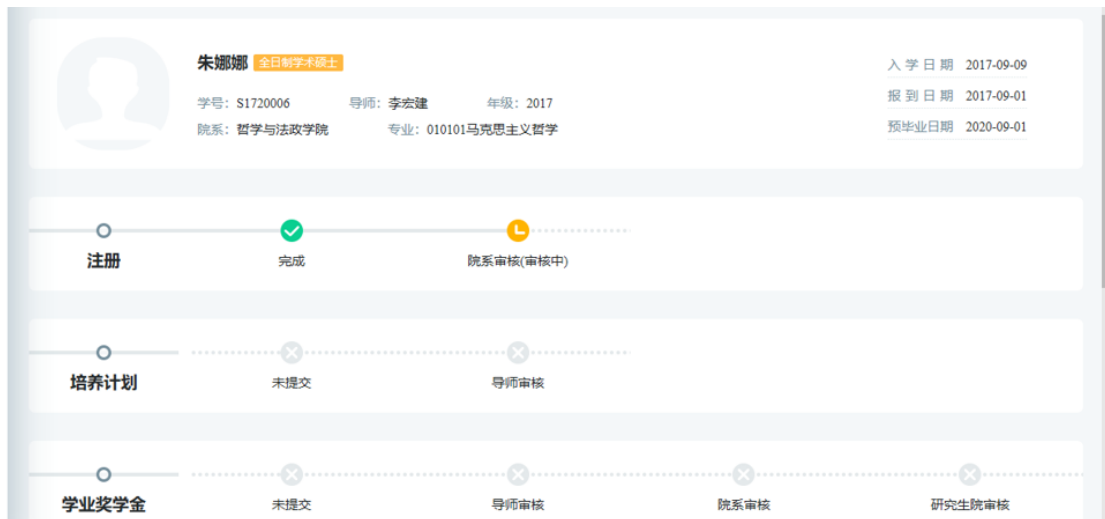 朱娜娜 全日制学术硕士
入学日期 2017-09-09
学号：S1720006 导师：李宏建 年级：2017
报到日期 2017-09-01
院系：哲学与法政学院 专业：010101马克思主义哲学
预毕业日期 2020-09-01
注册 完成 院系审核(审核中)
培养计划 未提交 导师审核
学业奖学金 未提交 导师审核 院系审核 研究生院审核